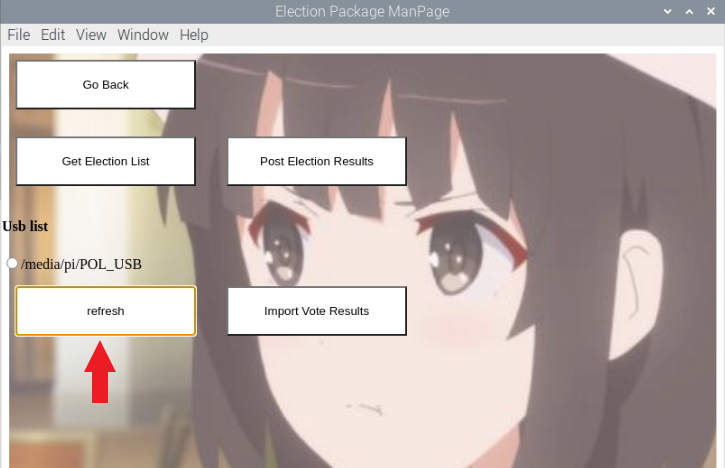 Election Package ManPage
File Edit View Window Help
Go Back
Get Election List
Post Election Results
Usb list
/media/pi/POL_USB
refresh
Import Vote Results